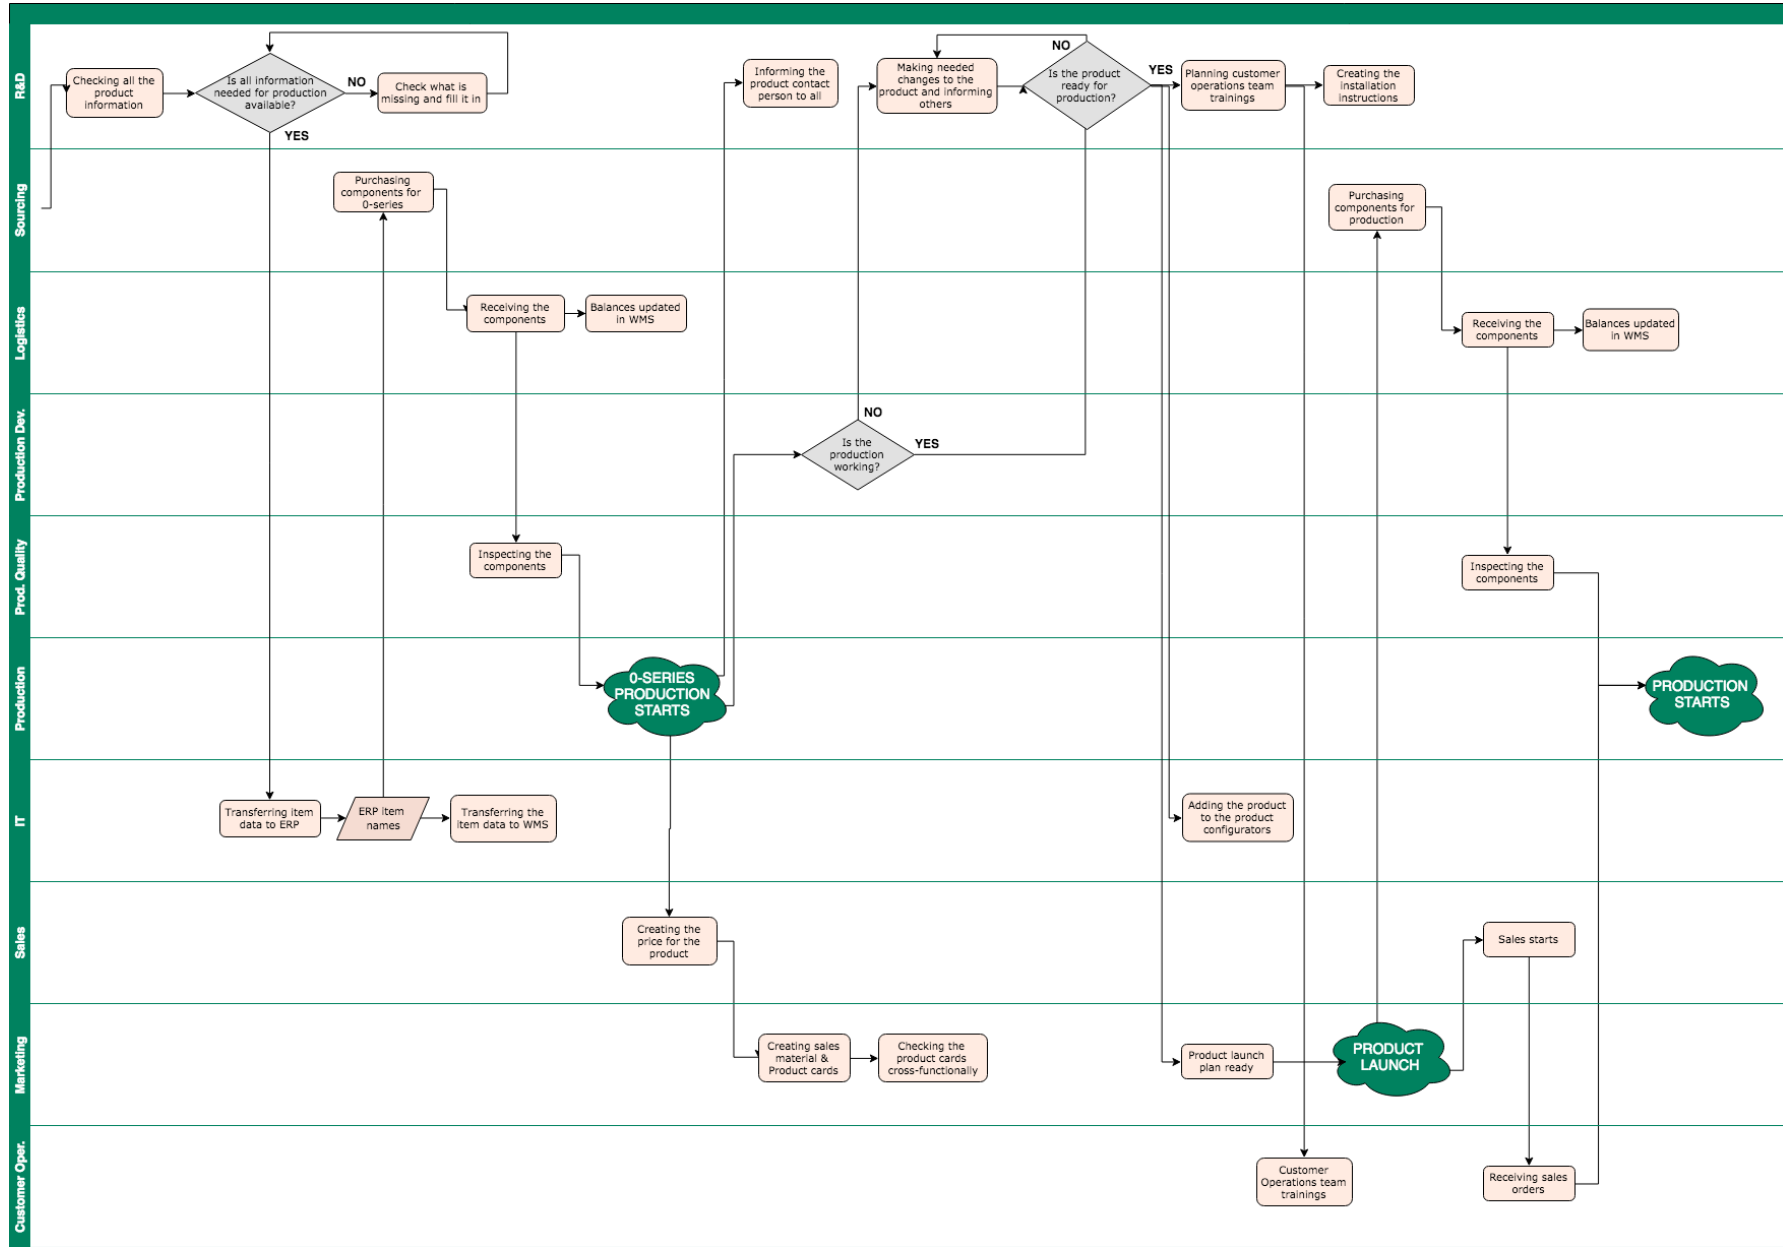 R&D
Checking all the
product
information
Is all information
needed for production
available?
NO
Check what is
missing and fill it in
YES
Informing the
product contact
person to all
Making needed
changes to the
product and informing
others
NO
Is the product
ready for
production?
YES
Planning customer
operations team
trainings
Creating the
installation
instructions
Sourcing
Purchasing
components for
0-series
Purchasing
components for
production
Logistics
Receiving the
components
Balances updated
in WMS
Receiving the
components
Balances updated
in WMS
Production Dev.
NO
Is the
production
working?
YES
Prod. Quality
Inspecting the
components
Inspecting the
components
Production
0-SERIES
PRODUCTION
STARTS
PRODUCTION
STARTS
IT
Transferring item
data to ERP
ERP item
names
Transferring the
item data to WMS
Adding the product
to the product
configurators
Sales
Creating the
price for the
product
Sales starts
Marketing
Creating sales
material &
Product cards
Checking the
product cards
cross-functionally
Product launch
plan ready
PRODUCT
LAUNCH
Customer Oper.
Customer
Operations team
trainings
Receiving sales
orders